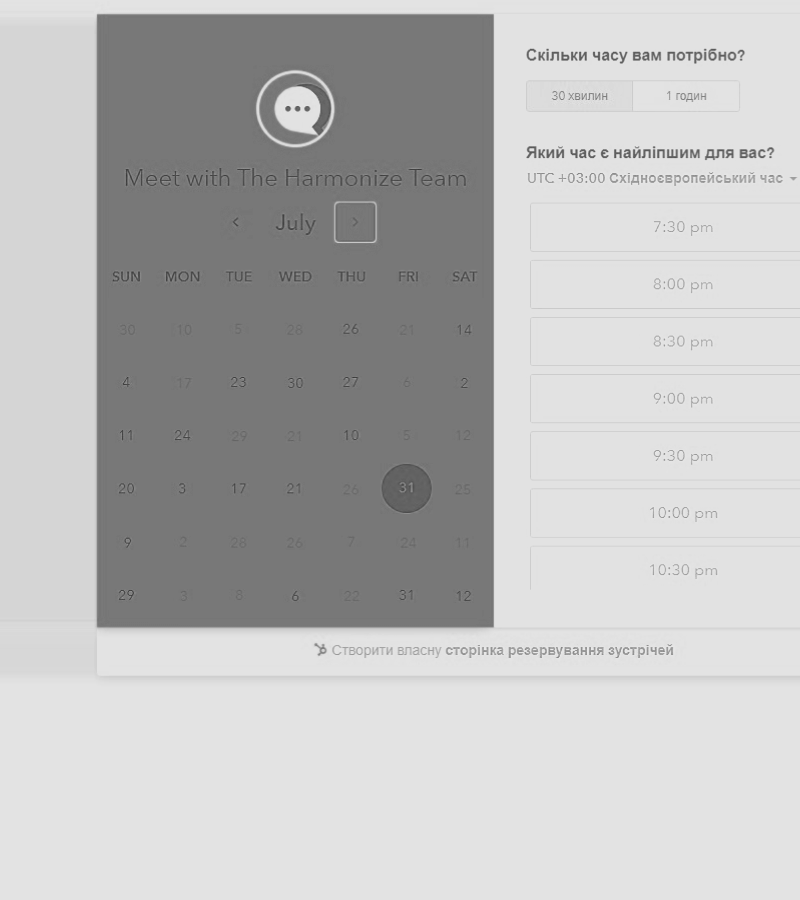 Meet with The Harmonize Team
July
SUN MON TUE WED THU FRI SAT
30 10 5 28 26 21 14
4 17 23 30 27 6 2
11 24 29 21 10 5 12
20 3 17 21 26 31 25
9 2 28 26 7 24 11
29 3 8 6 22 31 12
Скільки часу вам потрібно?
30 хвилин 1 годин
Який час є найліпшим для вас?
UTC +03:00 Східноєвропейський час
7:30 pm
8:00 pm
8:30 pm
9:00 pm
9:30 pm
10:00 pm
10:30 pm
Створити власну сторінка резервування зустрічей